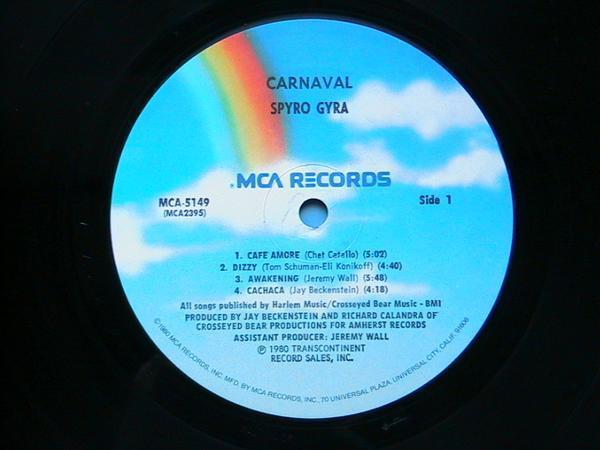 CARNAVAL
SPYRO GYRA
MCA RECORDS
MCA-5149
(MCA2395)
Side 1
1. CAFE AMORE (Chet Catallo) (5:02)
2. DIZZY (Tom Schuman-Eli Konikoff) (4:40)
3. AWAKENING (Jeremy Wall) (5:48)
4. CACHACA (Jay Beckenstein) (4:18)
All songs published by Harlem Music/Crosseyed Bear Music - BMI
PRODUCED BY JAY BECKENSTEIN AND RICHARD CALANDRA OF
CROSSEYED BEAR PRODUCTIONS FOR AMHERST RECORDS
ASSISTANT PRODUCER: JEREMY WALL
℗ 1980 TRANSCONTINENT
RECORD SALES, INC.
©1980 MCA RECORDS, INC. MFD. BY MCA RECORDS, INC., 70 UNIVERSAL PLAZA, UNIVERSAL CITY, CALIF. 91608